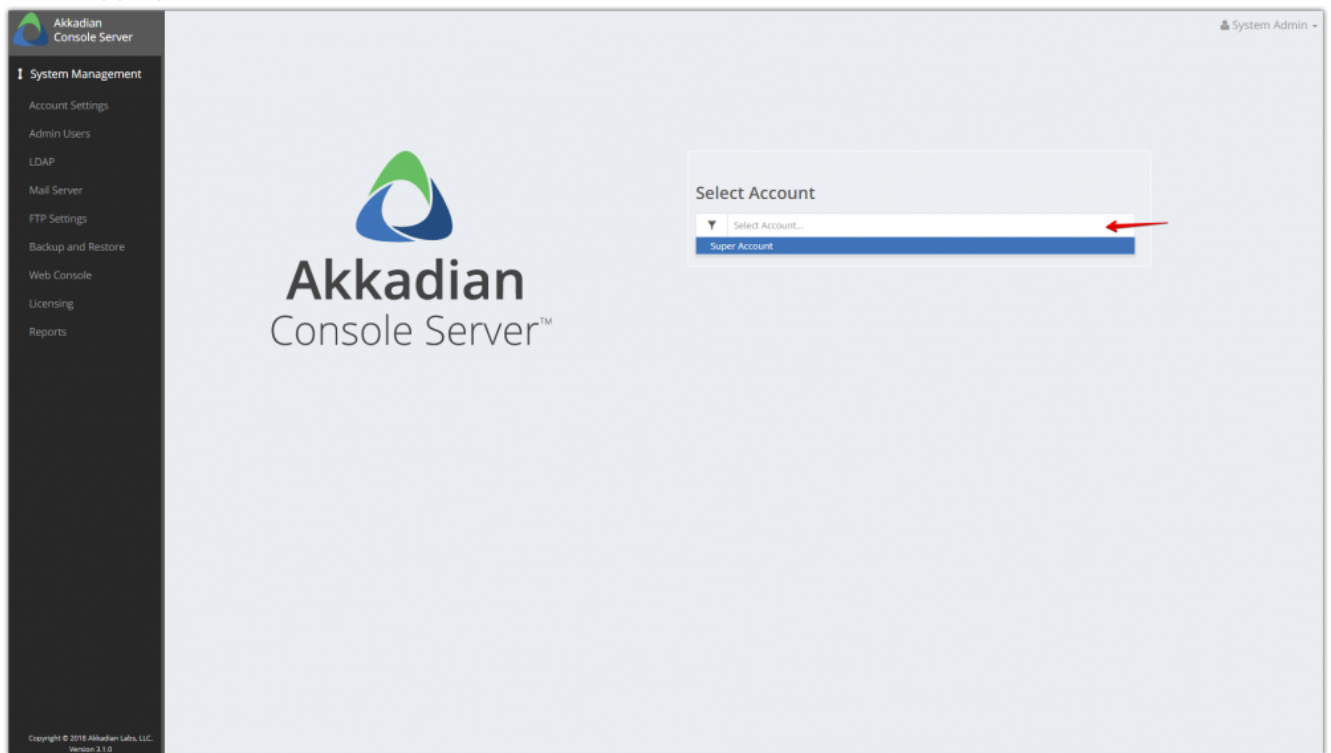 Akkadian
Console Server
System Admin
System Management
Account Settings
Admin Users
LDAP
Mail Server
FTP Settings
Backup and Restore
Web Console
Licensing
Reports
Akkadian
Console Server™
Select Account
Select Account...
Super Account
Copyright © 2018 Akkadian Labs, LLC.
Version 3.1.0